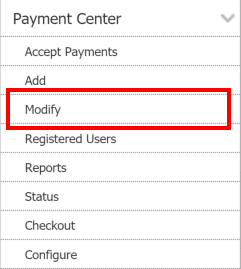 Payment Center
Accept Payments
Add
Modify
Registered Users
Reports
Status
Checkout
Configure